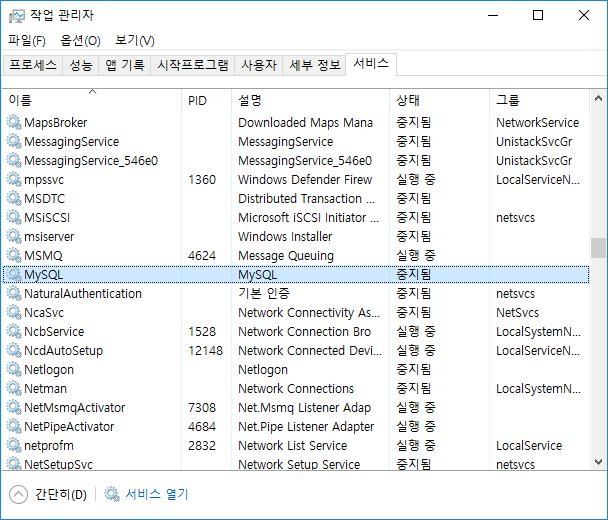 작업 관리자
파일(F) 옵션(O) 보기(V)
프로세스 성능 앱 기록 시작프로그램 사용자 세부 정보 서비스
이름 PID 설명 상태 그룹
MapsBroker Downloaded Maps Mana 중지됨 NetworkService
MessagingService MessagingService 중지됨 UnistackSvcGr
MessagingService_546e0 MessagingService_546e0 중지됨 UnistackSvcGr
mpssvc 1360 Windows Defender Firew 실행 중 LocalServiceN...
MSDTC Distributed Transaction ... 중지됨
MSiSCSI Microsoft iSCSI Initiator ... 중지됨 netsvcs
msiserver Windows Installer 중지됨
MSMQ 4624 Message Queuing 실행 중
MySQL MySQL 중지됨
NaturalAuthentication 기본 인증 중지됨 netsvcs
NcaSvc Network Connectivity As... 중지됨 NetSvcs
NcbService 1528 Network Connection Bro 실행 중 LocalSystemN...
NcdAutoSetup 12148 Network Connected Devi... 실행 중 LocalServiceN...
Netlogon Netlogon 중지됨
Netman Network Connections 중지됨 LocalSystemN...
NetMsmqActivator 7308 Net.Msmq Listener Adap 실행 중
NetPipeActivator 4684 Net.Pipe Listener Adapter 실행 중
netprofm 2832 Network List Service 실행 중 LocalService
NetSetupSvc Network Setup Service 중지됨 netsvcs
간단히(D) 서비스 열기